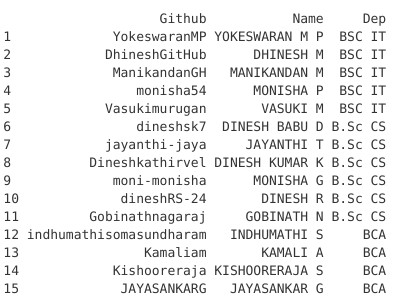 Github Name Dep
1 YokeswaranMP YOKESWARAN M P BSC IT
2 DhineshGitHub DHINESH M BSC IT
3 ManikandanGH MANIKANDAN M BSC IT
4 monisha54 MONISHA P BSC IT
5 Vasukimurugan VASUKI M BSC IT
6 dineshsk7 DINESH BABU D B.Sc CS
7 jayanthi-jaya JAYANTHI T B.Sc CS
8 Dineshkathirvel DINESH KUMAR K B.Sc CS
9 moni-monisha MONISHA G B.Sc CS
10 dineshRS-24 DINESH R B.Sc CS
11 Gobinathnagaraj GOBINATH N B.Sc CS
12 indhumathisomasundharam INDHUMATHI S BCA
13 Kamaliam KAMALI A BCA
14 Kishooreraja KISHOORERAJA S BCA
15 JAYASANKARG JAYASANKAR G BCA